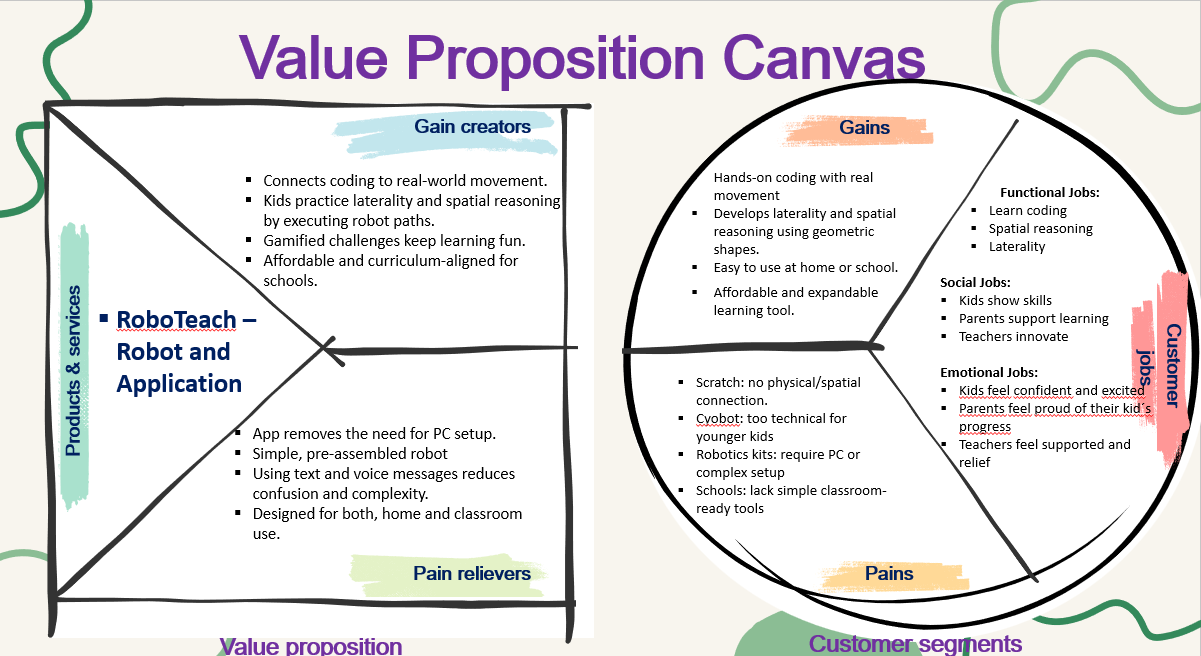 Value Proposition Canvas
Gain creators
▪ Connects coding to real-world movement.
▪ Kids practice laterality and spatial reasoning
by executing robot paths.
▪ Gamified challenges keep learning fun.
▪ Affordable and curriculum-aligned for
schools.
Products & services
▪ RoboTeach –
Robot and
Application
▪ App removes the need for PC setup.
▪ Simple, pre-assembled robot
▪ Using text and voice messages reduces
confusion and complexity.
▪ Designed for both, home and classroom
use.
Pain relievers
Value proposition
Gains
Hands-on coding with real
movement
▪ Develops laterality and spatial
reasoning using geometric
shapes.
▪ Easy to use at home or school.
▪ Affordable and expandable
learning tool.
Functional Jobs:
▪ Learn coding
▪ Spatial reasoning
▪ Laterality
Social Jobs:
▪ Kids show skills
▪ Parents support learning
▪ Teachers innovate
Emotional Jobs:
▪ Kids feel confident and excited
▪ Parents feel proud of their kid´s
progress
▪ Teachers feel supported and
relief
Customer
jobs
▪ Scratch: no physical/spatial
connection.
▪ Cyobot: too technical for
younger kids
▪ Robotics kits: require PC or
complex setup
▪ Schools: lack simple classroom-
ready tools
Pains
Customer segments